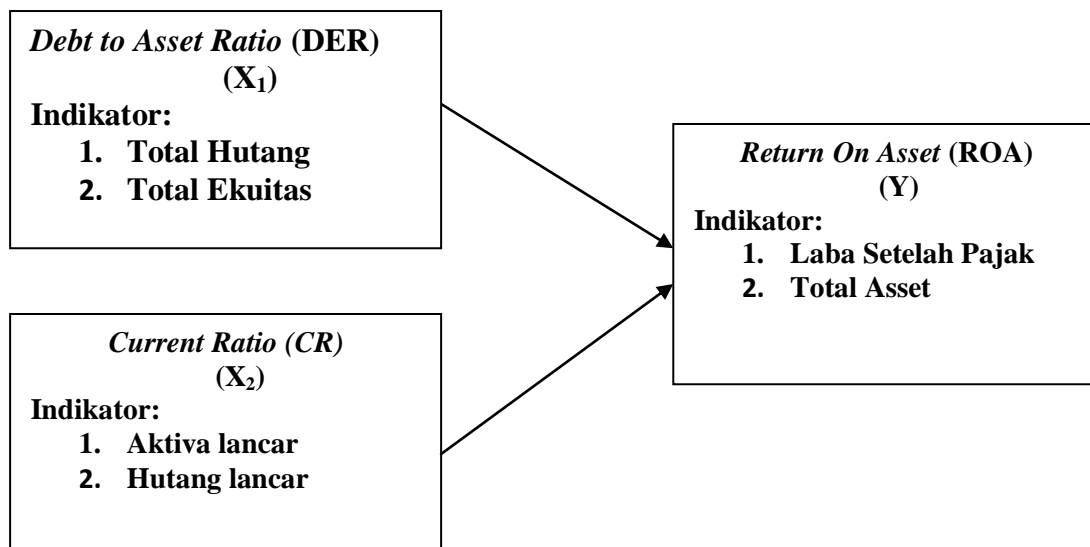 Debt to Asset Ratio (DER)
(X₁)
Indikator:
1. Total Hutang
2. Total Ekuitas
Return On Asset (ROA)
(Y)
Indikator:
1. Laba Setelah Pajak
2. Total Asset
Current Ratio (CR)
(X₂)
Indikator:
1. Aktiva lancar
2. Hutang lancar